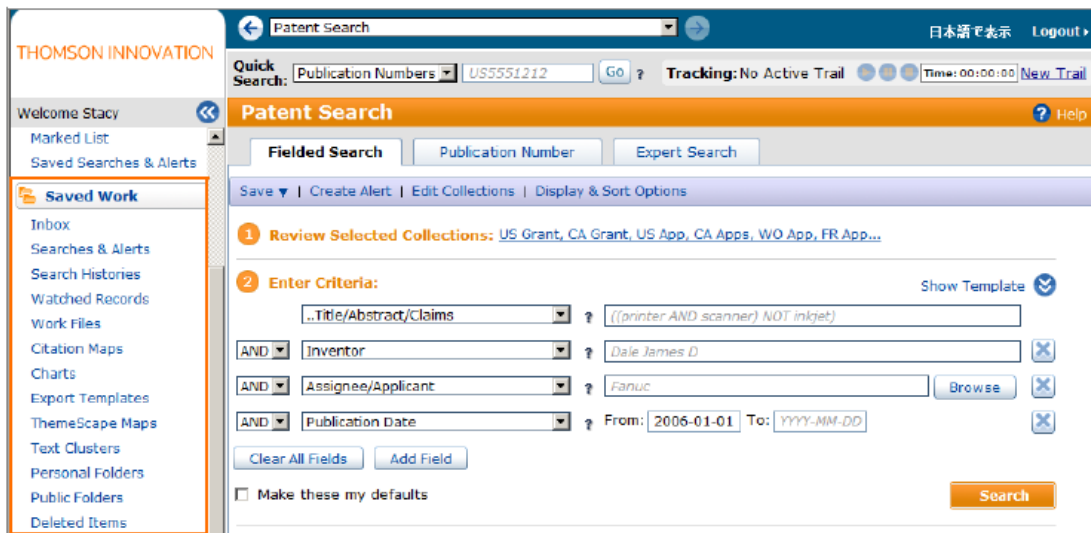 THOMSON INNOVATION
Patent Search
日本語で表示 Logout
Quick Search: Publication Numbers US5551212 Go ? Tracking: No Active Trail Time: 00:00:00 New Trail
Welcome Stacy
Marked List
Saved Searches & Alerts
Saved Work
Inbox
Searches & Alerts
Search Histories
Watched Records
Work Files
Citation Maps
Charts
Export Templates
ThemeScape Maps
Text Clusters
Personal Folders
Public Folders
Deleted Items
Patent Search
Help
Fielded Search Publication Number Expert Search
Save | Create Alert | Edit Collections | Display & Sort Options
1 Review Selected Collections: US Grant, CA Grant, US App, CA Apps, WO App, FR App...
2 Enter Criteria:
Show Template
..Title/Abstract/Claims ? ((printer AND scanner) NOT inkjet)
AND Inventor ? Dale James D
AND Assignee/Applicant ? Fanuc Browse
AND Publication Date ? From: 2006-01-01 To: YYYY-MM-DD
Clear All Fields Add Field
Make these my defaults
Search